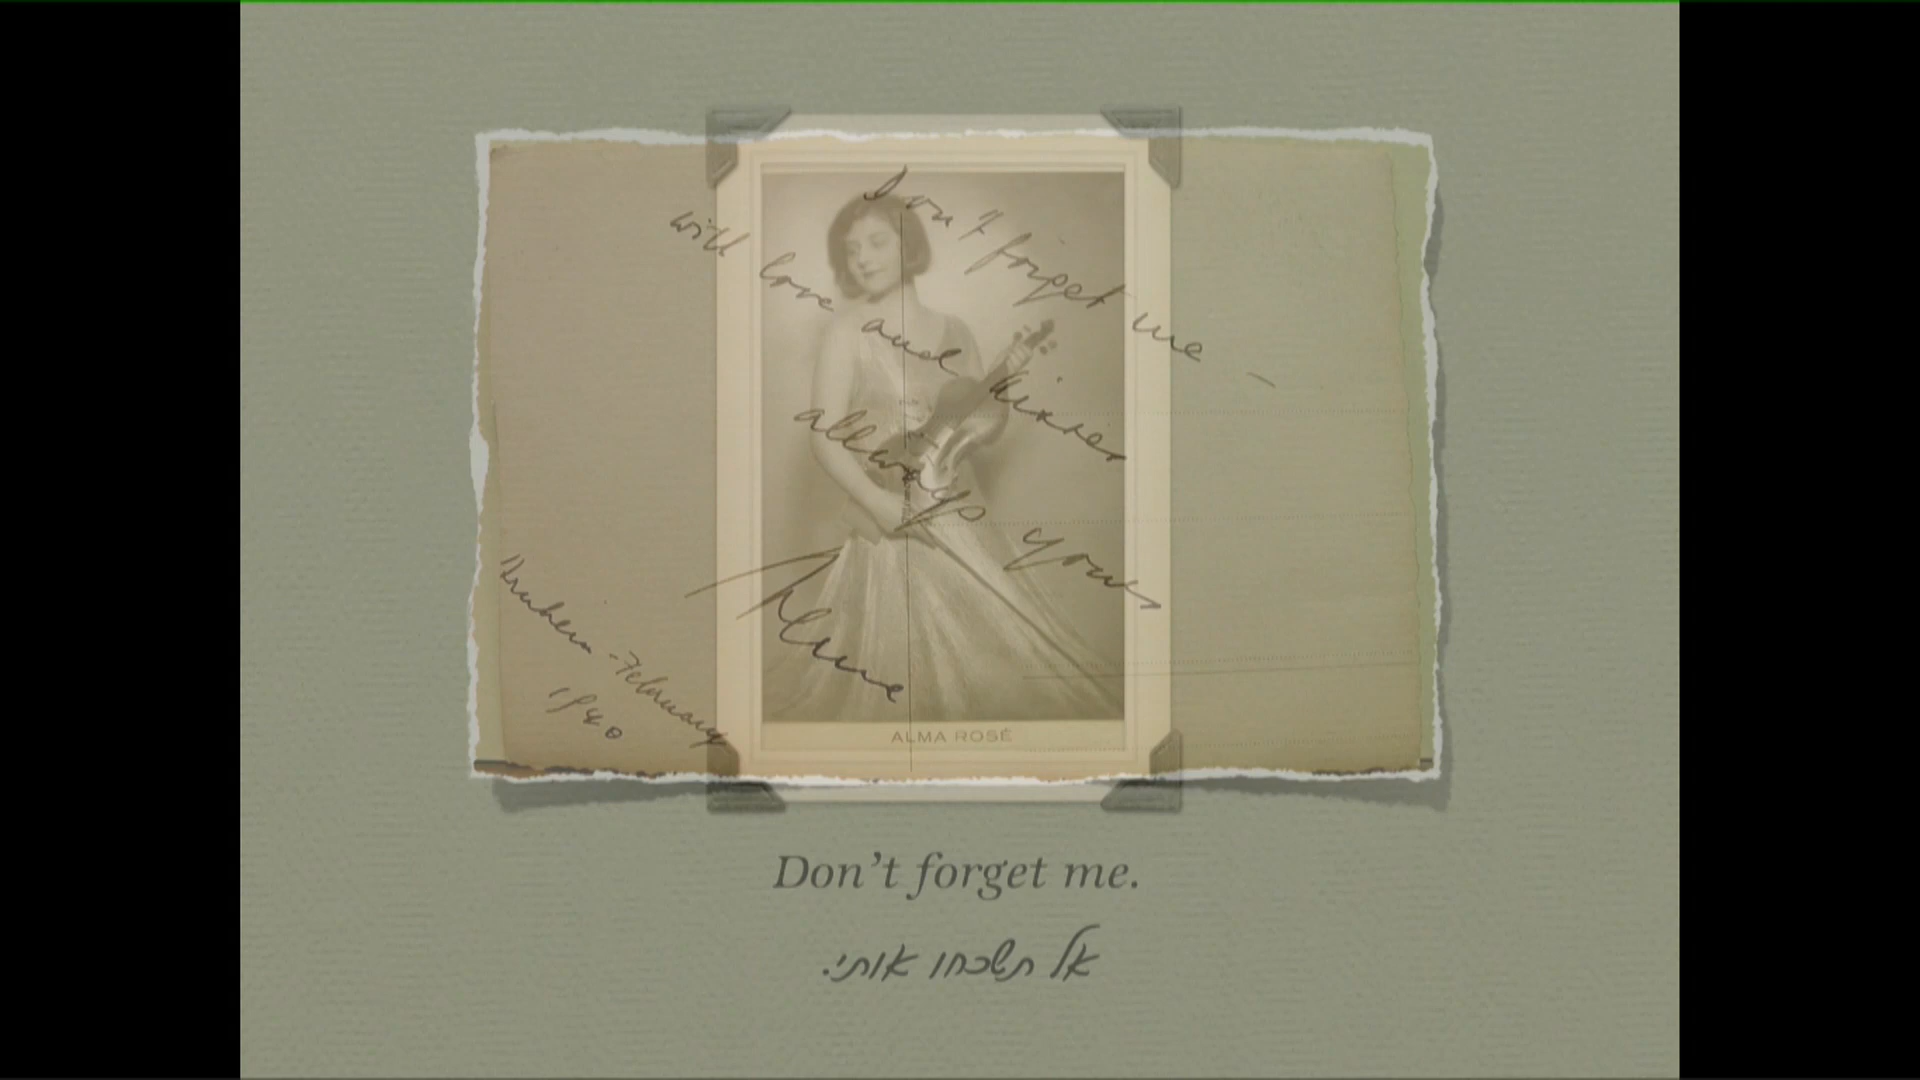 Don't forget me –
with love and kisses
allways yours
Alma
Arnhem - February
1940
ALMA ROSÉ
Don't forget me.
אל תשכחו אותי.